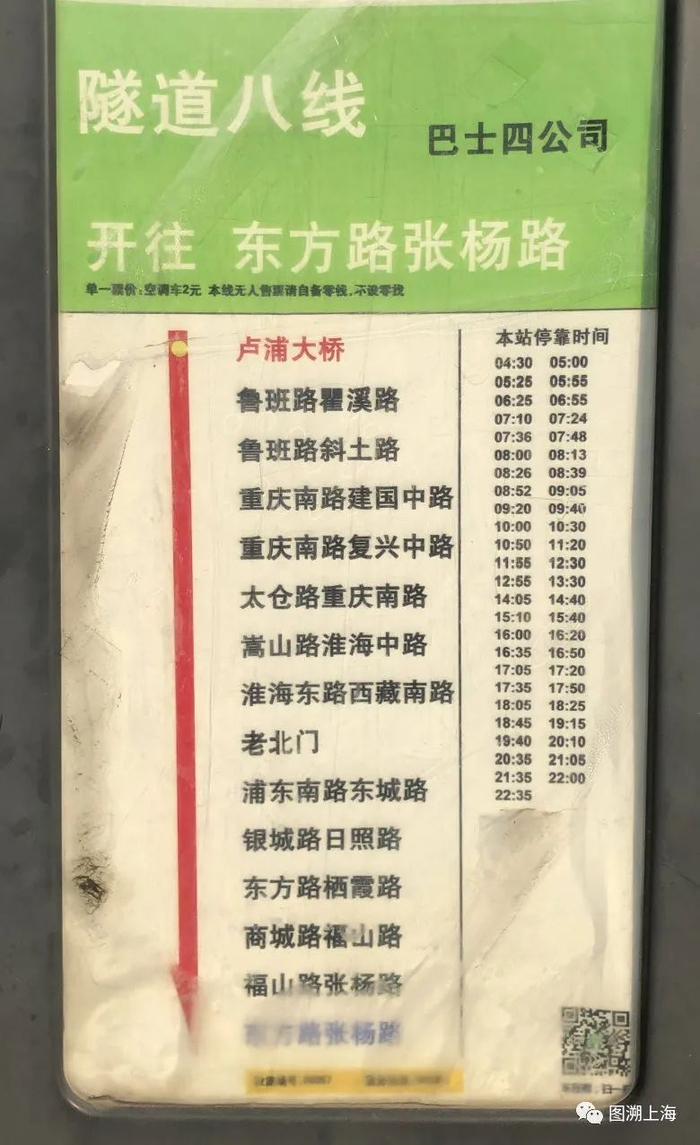 隧道八线
巴士四公司
开往 东方路张杨路
单一票价:空调车2元 本线无人售票请自备零钱,不设零找
卢浦大桥
鲁班路瞿溪路
鲁班路斜土路
重庆南路建国中路
重庆南路复兴中路
太仓路重庆南路
嵩山路淮海中路
淮海东路西藏南路
老北门
浦东南路东城路
银城路日照路
东方路栖霞路
商城路福山路
福山路张杨路
东方路张杨路
本站停靠时间
04:30 05:00
05:25 05:55
06:25 06:55
07:10 07:24
07:36 07:48
08:00 08:13
08:26 08:39
08:52 09:05
09:20 09:40
10:00 10:30
10:50 11:20
11:55 12:30
12:55 13:30
14:05 14:40
15:10 15:40
16:00 16:20
16:35 16:50
17:05 17:20
17:35 17:50
18:05 18:25
18:45 19:15
19:40 20:10
20:35 21:05
21:35 22:00
22:35
图溯上海